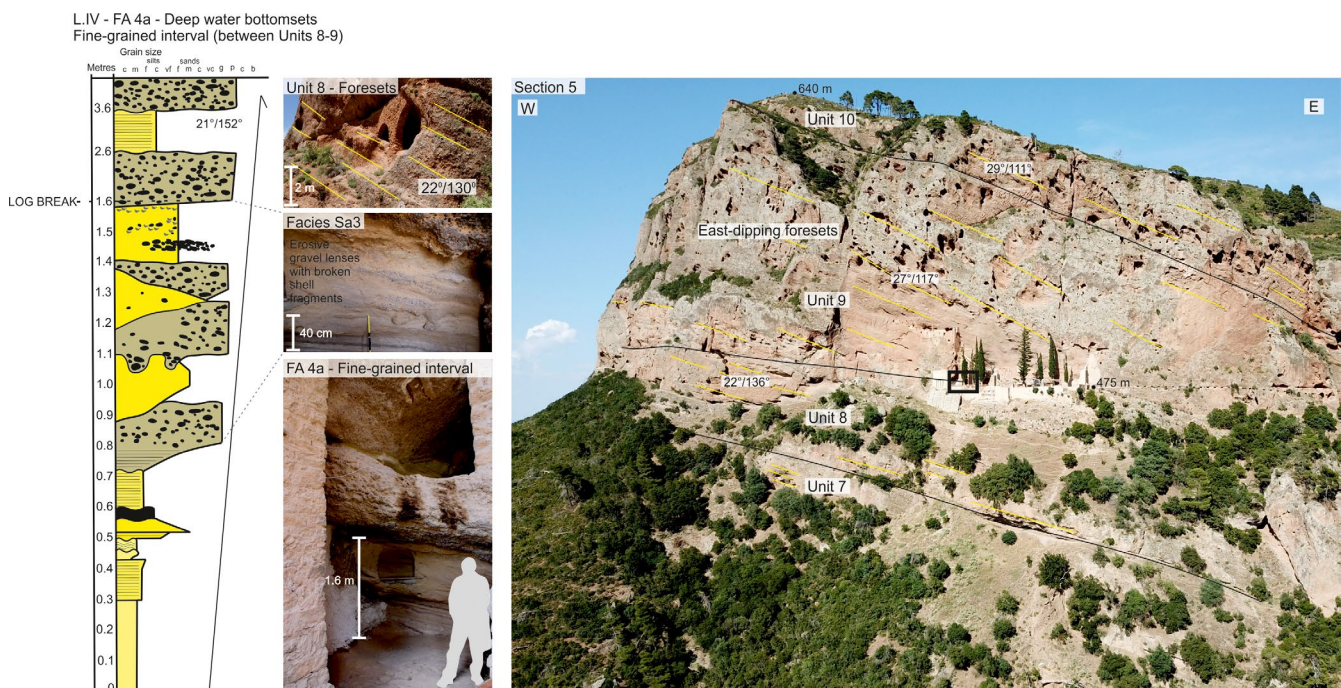 L.IV - FA 4a - Deep water bottomsets
Fine-grained interval (between Units 8-9)
Grain size
silts sands
Metres c m f c vf f m c vc g p c b
3.6
21°/152°
2.6
LOG BREAK
1.6
1.5
1.4
1.3
1.2
1.1
1.0
0.9
0.8
0.7
0.6
0.5
0.4
0.3
0.2
0.1
0
Unit 8 - Foresets
2 m
22°/130°
Facies Sa3
Erosive
gravel lenses
with broken
shell
fragments
40 cm
FA 4a - Fine-grained interval
1.6 m
Section 5
W
E
640 m
Unit 10
29°/111°
East-dipping foresets
27°/117°
Unit 9
22°/136°
475 m
Unit 8
Unit 7